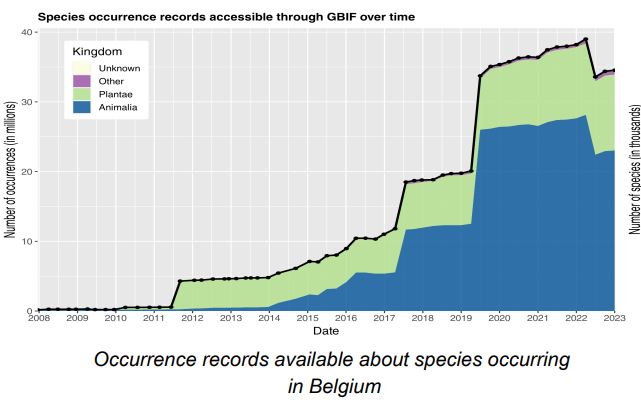 Species occurrence records accessible through GBIF over time
Number of occurrences (in millions)
40
30
20
10
0
Kingdom
Unknown
Other
Plantae
Animalia
2008 2009 2010 2011 2012 2013 2014 2015 2016 2017 2018 2019 2020 2021 2022 2023
Date
Number of species (in thousands)
Occurrence records available about species occurring
in Belgium